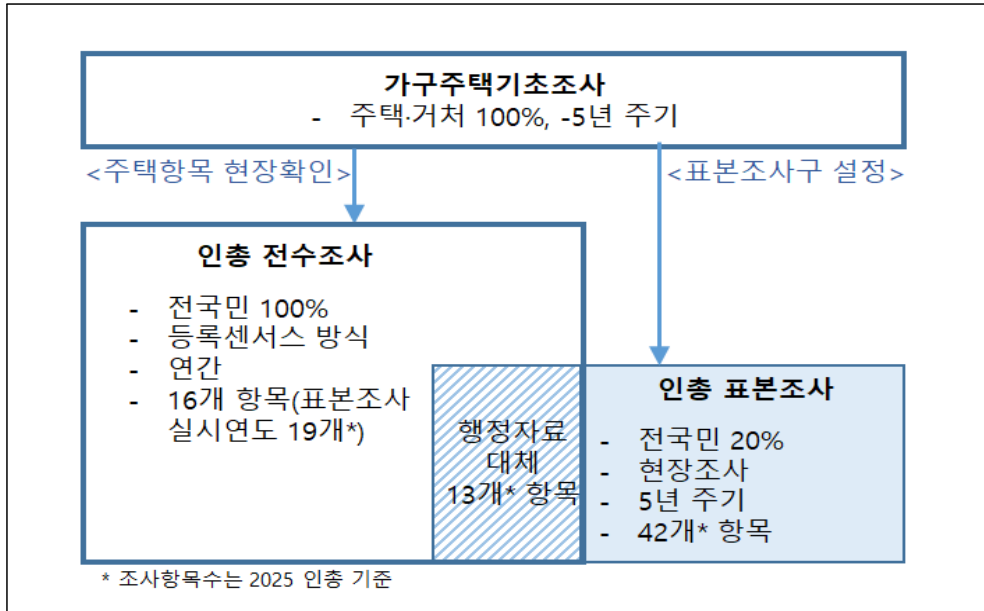 가구주택기초조사
- 주택·거처 100%, -5년 주기
<주택항목 현장확인>
<표본조사구 설정>
인총 전수조사
- 전국민 100%
- 등록센서스 방식
- 연간
- 16개 항목(표본조사
실시연도 19개*)
행정자료
대체
13개* 항목
인총 표본조사
- 전국민 20%
- 현장조사
- 5년 주기
- 42개* 항목
* 조사항목수는 2025 인총 기준